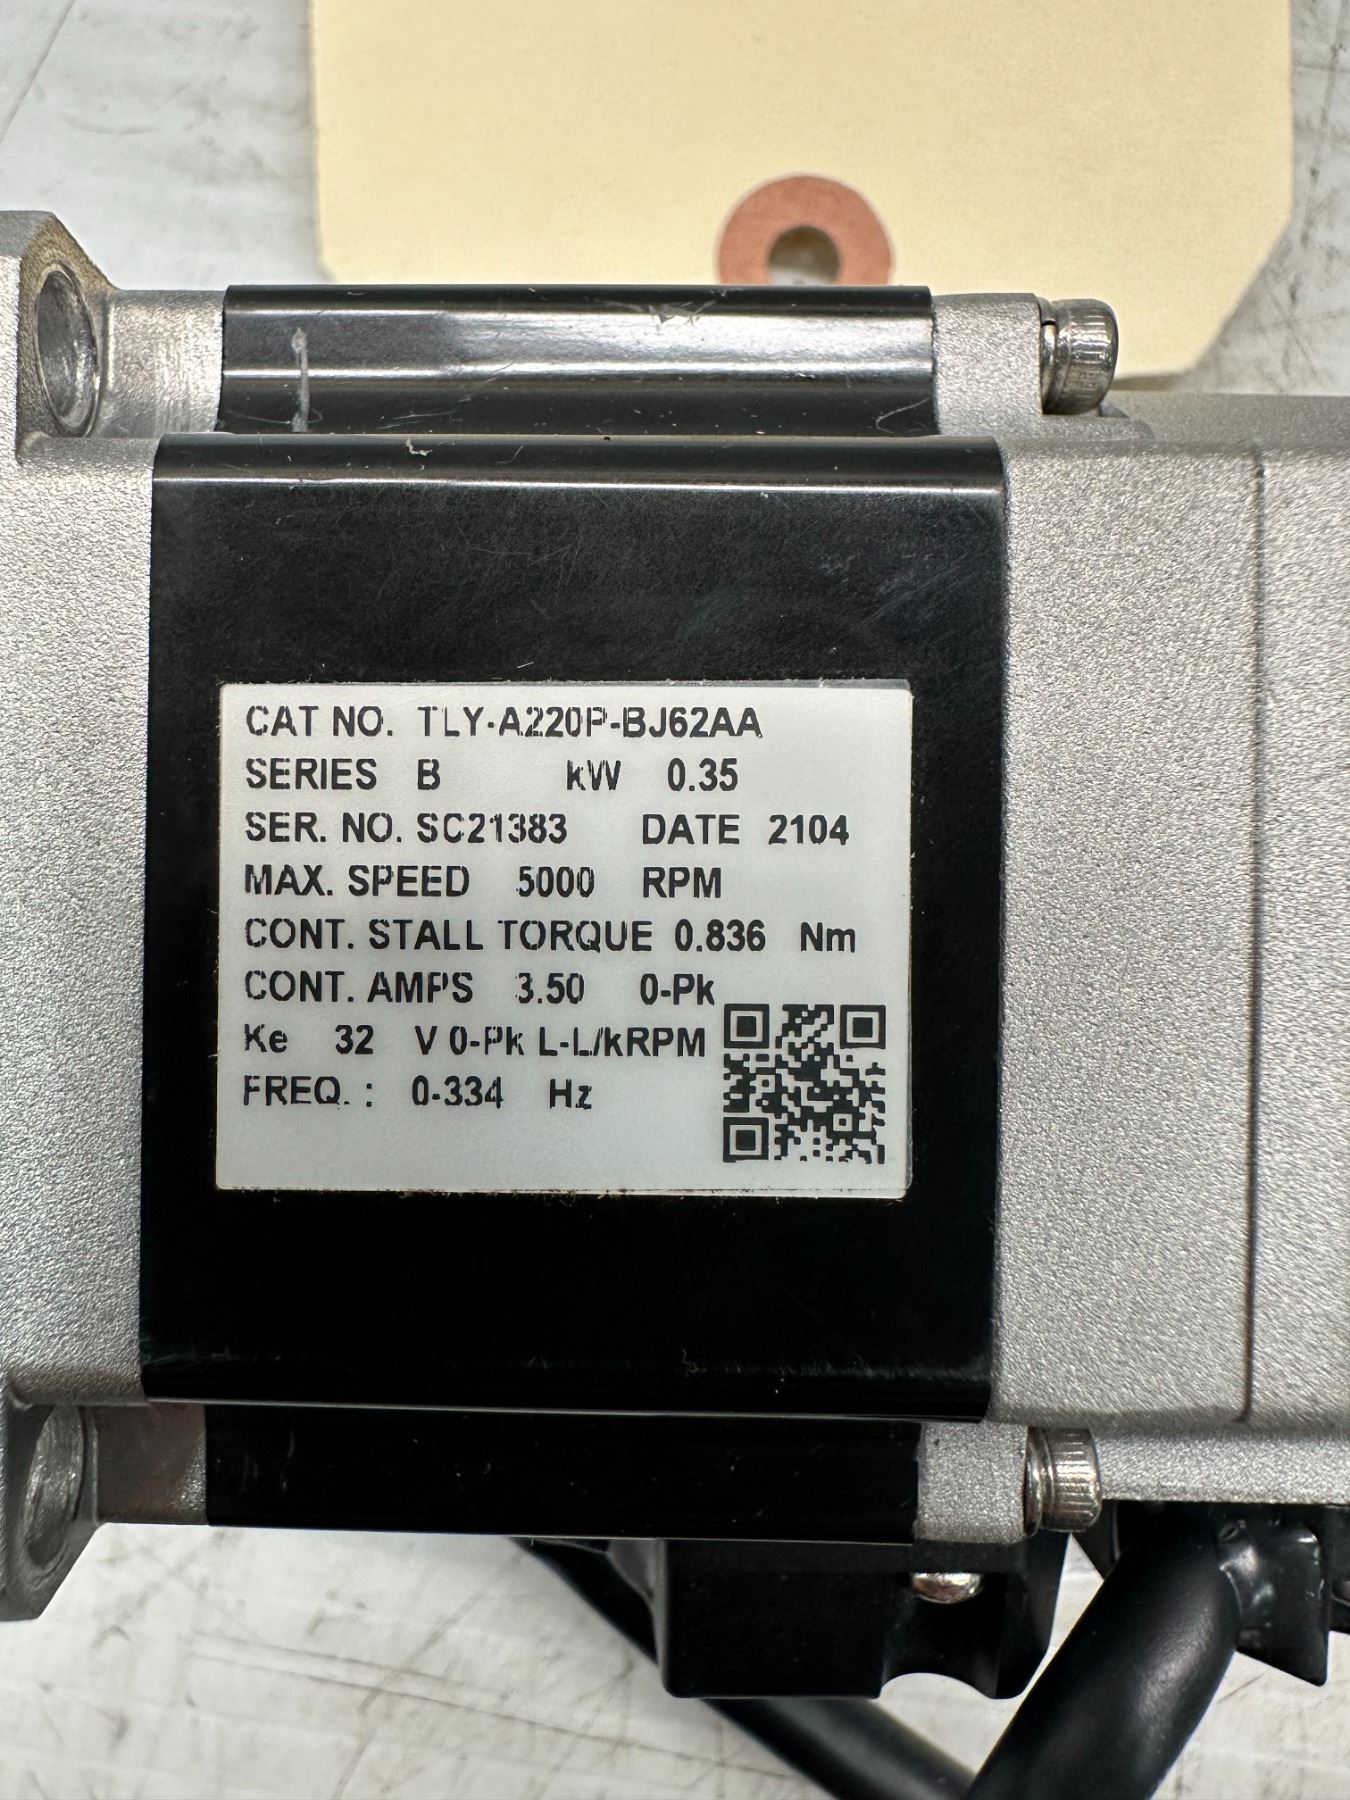 CAT NO. TLY-A220P-BJ62AA
SERIES B kW 0.35
SER. NO. SC21383 DATE 2104
MAX. SPEED 5000 RPM
CONT. STALL TORQUE 0.836 Nm
CONT. AMPS 3.50 0-Pk
Ke 32 V 0-Pk L-L/kRPM
FREQ. : 0-334 Hz